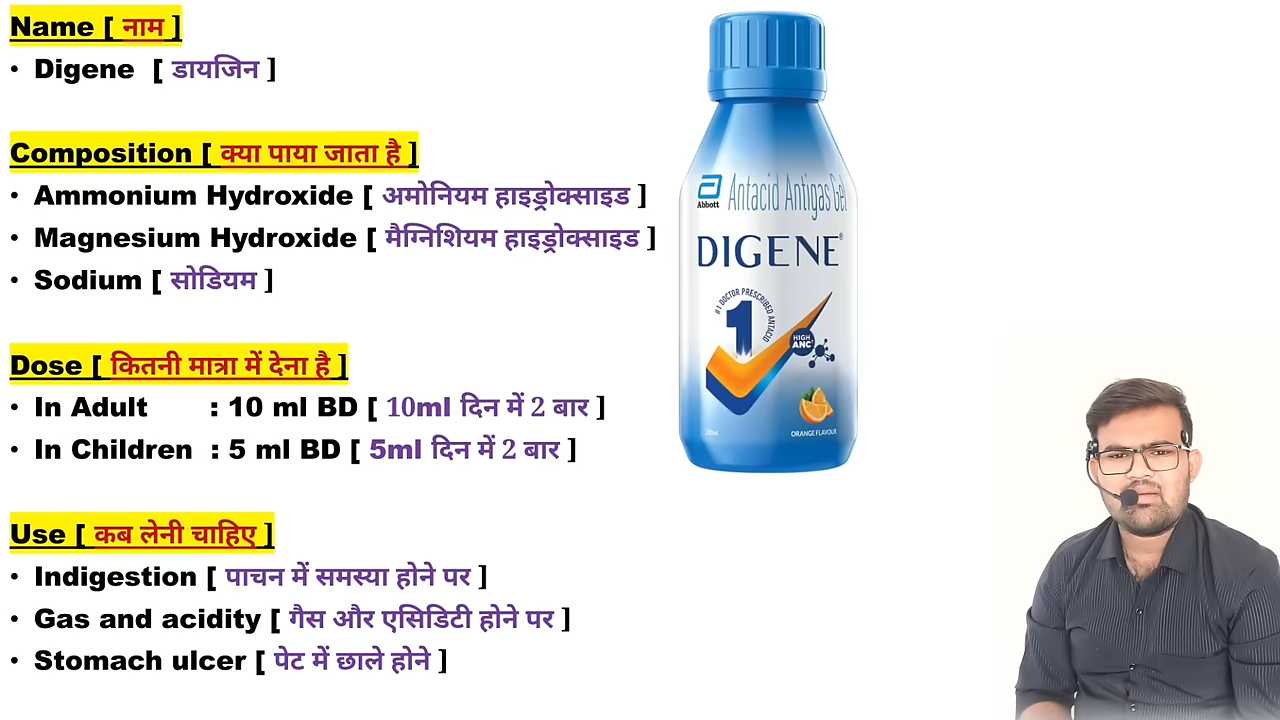 Name [ नाम ]
• Digene [ डायजिन ]
Composition [ क्या पाया जाता है ]
• Ammonium Hydroxide [ अमोनियम हाइड्रोक्साइड ]
• Magnesium Hydroxide [ मैग्निशियम हाइड्रोक्साइड ]
• Sodium [ सोडियम ]
Dose [ कितनी मात्रा में देना है ]
• In Adult : 10 ml BD [ 10ml दिन में 2 बार ]
• In Children : 5 ml BD [ 5ml दिन में 2 बार ]
Use [ कब लेनी चाहिए ]
• Indigestion [ पाचन में समस्या होने पर ]
• Gas and acidity [ गैस और एसिडिटी होने पर ]
• Stomach ulcer [ पेट में छाले होने ]
Abbott
Antacid Antigas Gel
DIGENE®
#1 DOCTOR PRESCRIBED ANTACID
1
HIGH
ANC
ORANGE FLAVOUR